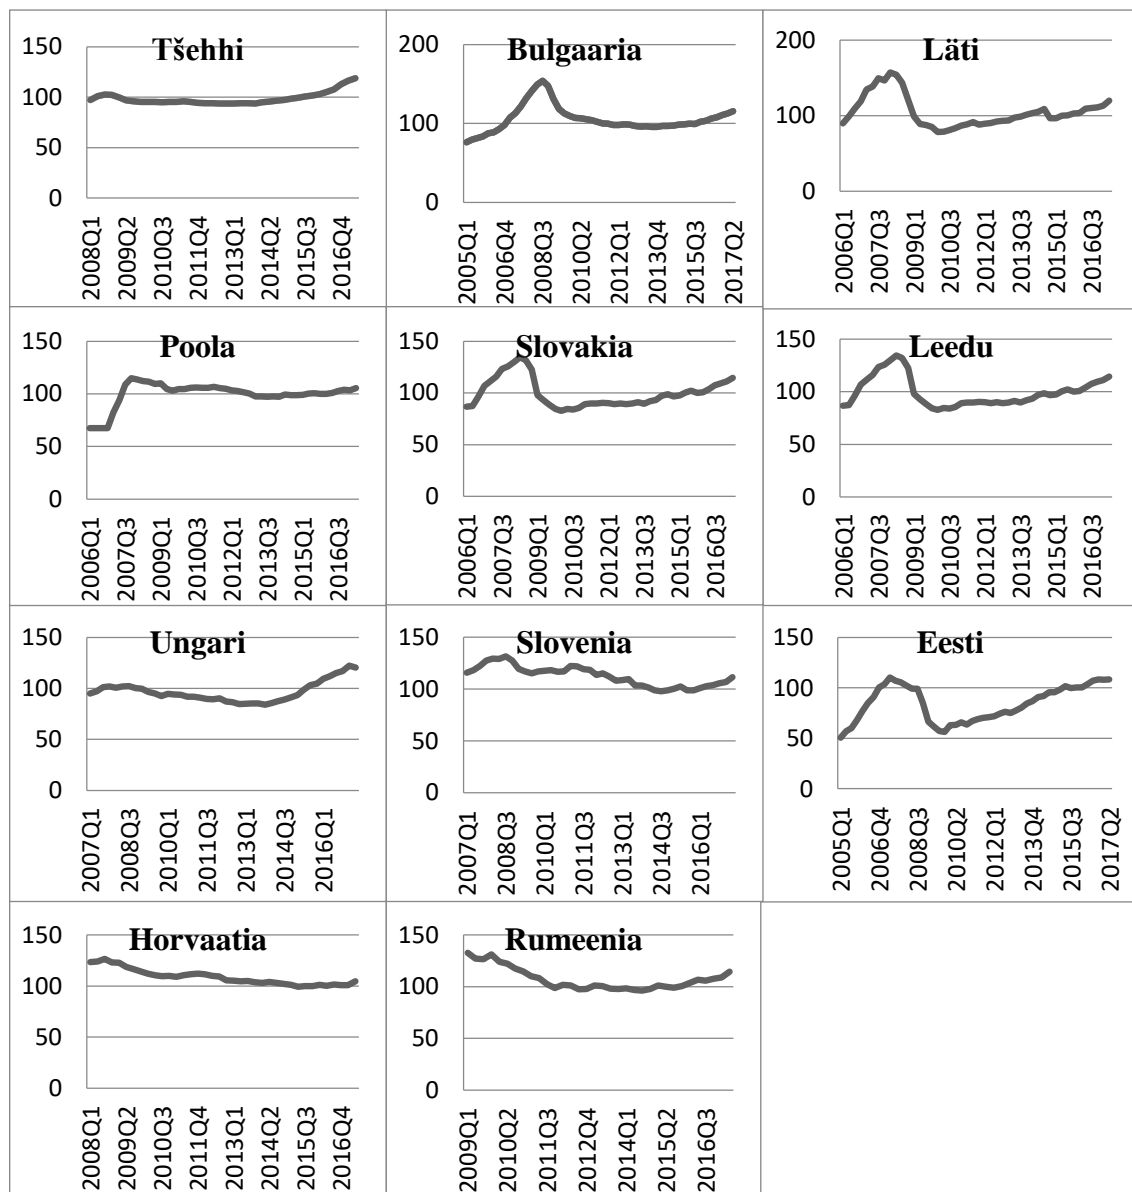 Tšehhi
150
100
50
0
2008Q1
2009Q2
2010Q3
2011Q4
2013Q1
2014Q2
2015Q3
2016Q4
Bulgaaria
200
100
0
2005Q1
2006Q4
2008Q3
2010Q2
2012Q1
2013Q4
2015Q3
2017Q2
Läti
200
100
0
2006Q1
2007Q3
2009Q1
2010Q3
2012Q1
2013Q3
2015Q1
2016Q3
Poola
150
100
50
0
2006Q1
2007Q3
2009Q1
2010Q3
2012Q1
2013Q3
2015Q1
2016Q3
Slovakia
150
100
50
0
2006Q1
2007Q3
2009Q1
2010Q3
2012Q1
2013Q3
2015Q1
2016Q3
Leedu
150
100
50
0
2006Q1
2007Q3
2009Q1
2010Q3
2012Q1
2013Q3
2015Q1
2016Q3
Ungari
150
100
50
0
2007Q1
2008Q3
2010Q1
2011Q3
2013Q1
2014Q3
2016Q1
Slovenia
150
100
50
0
2007Q1
2008Q3
2010Q1
2011Q3
2013Q1
2014Q3
2016Q1
Eesti
150
100
50
0
2005Q1
2006Q4
2008Q3
2010Q2
2012Q1
2013Q4
2015Q3
2017Q2
Horvaatia
150
100
50
0
2008Q1
2009Q2
2010Q3
2011Q4
2013Q1
2014Q2
2015Q3
2016Q4
Rumeenia
150
100
50
0
2009Q1
2010Q2
2011Q3
2012Q4
2014Q1
2015Q2
2016Q3